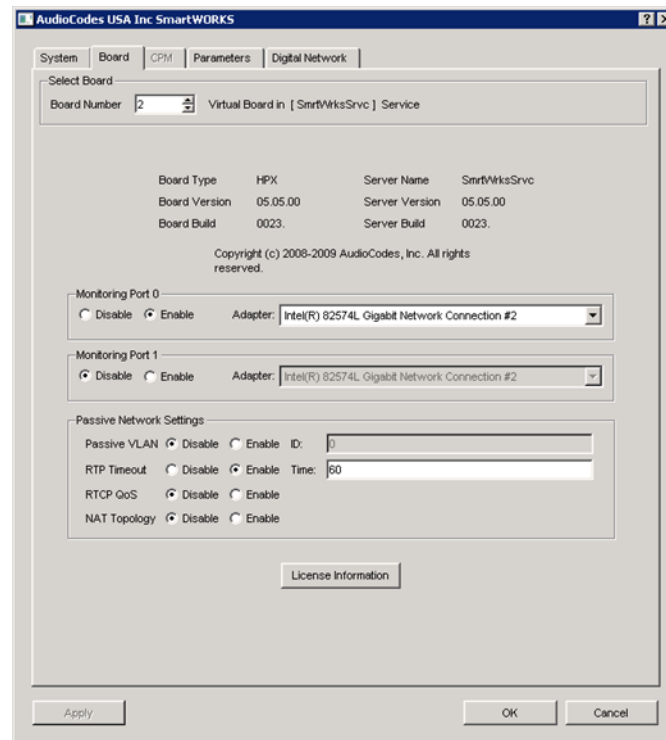 AudioCodes USA Inc SmartWORKS
System Board CPM Parameters Digital Network
Select Board
Board Number 2 Virtual Board in [ SmrtWrksSrvc ] Service
Board Type HPX Server Name SmrtWrksSrvc
Board Version 05.05.00 Server Version 05.05.00
Board Build 0023. Server Build 0023.
Copyright (c) 2008-2009 AudioCodes, Inc. All rights
reserved.
Monitoring Port 0
Disable Enable Adapter: Intel(R) 82574L Gigabit Network Connection #2
Monitoring Port 1
Disable Enable Adapter: Intel(R) 82574L Gigabit Network Connection #2
Passive Network Settings
Passive VLAN Disable Enable ID: 0
RTP Timeout Disable Enable Time: 60
RTCP QoS Disable Enable
NAT Topology Disable Enable
License Information
Apply OK Cancel